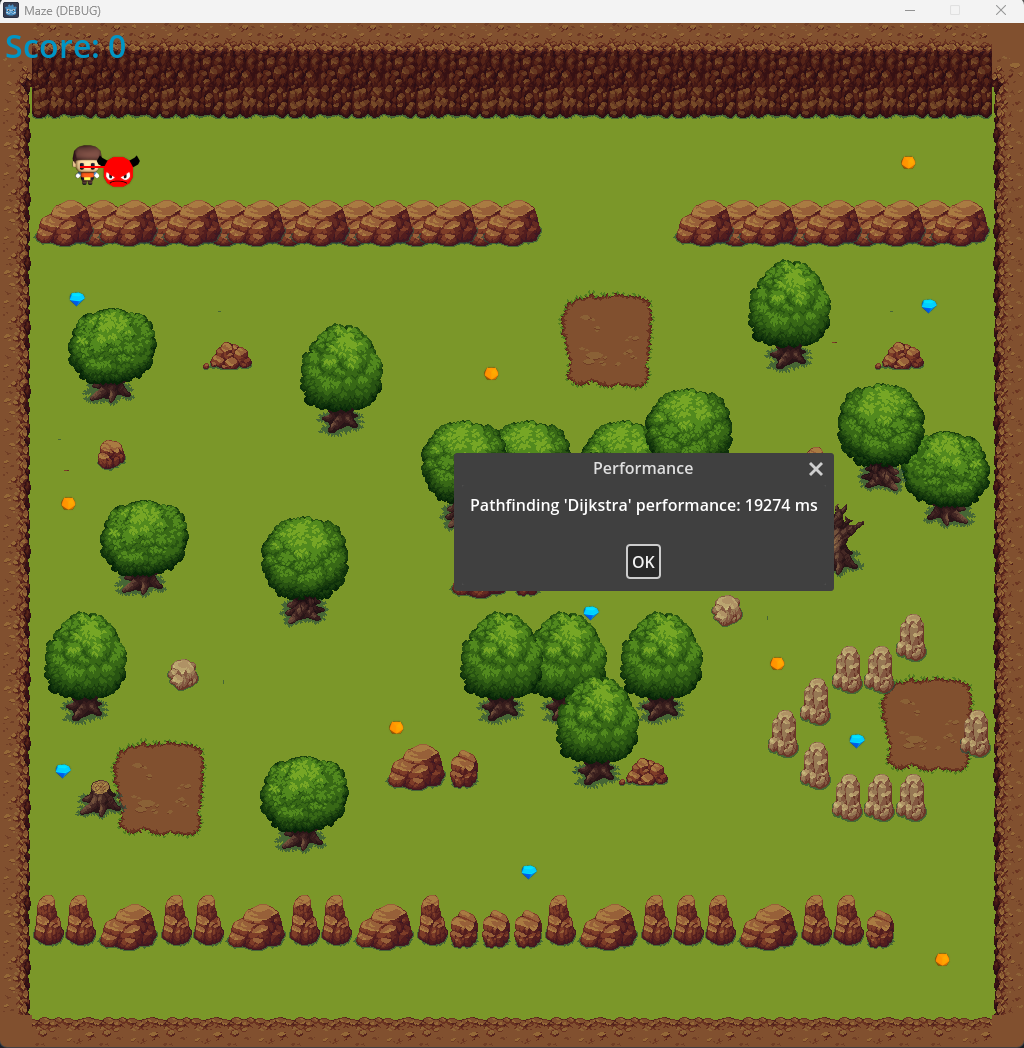 Maze (DEBUG)
Score: 0
Performance
Pathfinding 'Dijkstra' performance: 19274 ms
OK